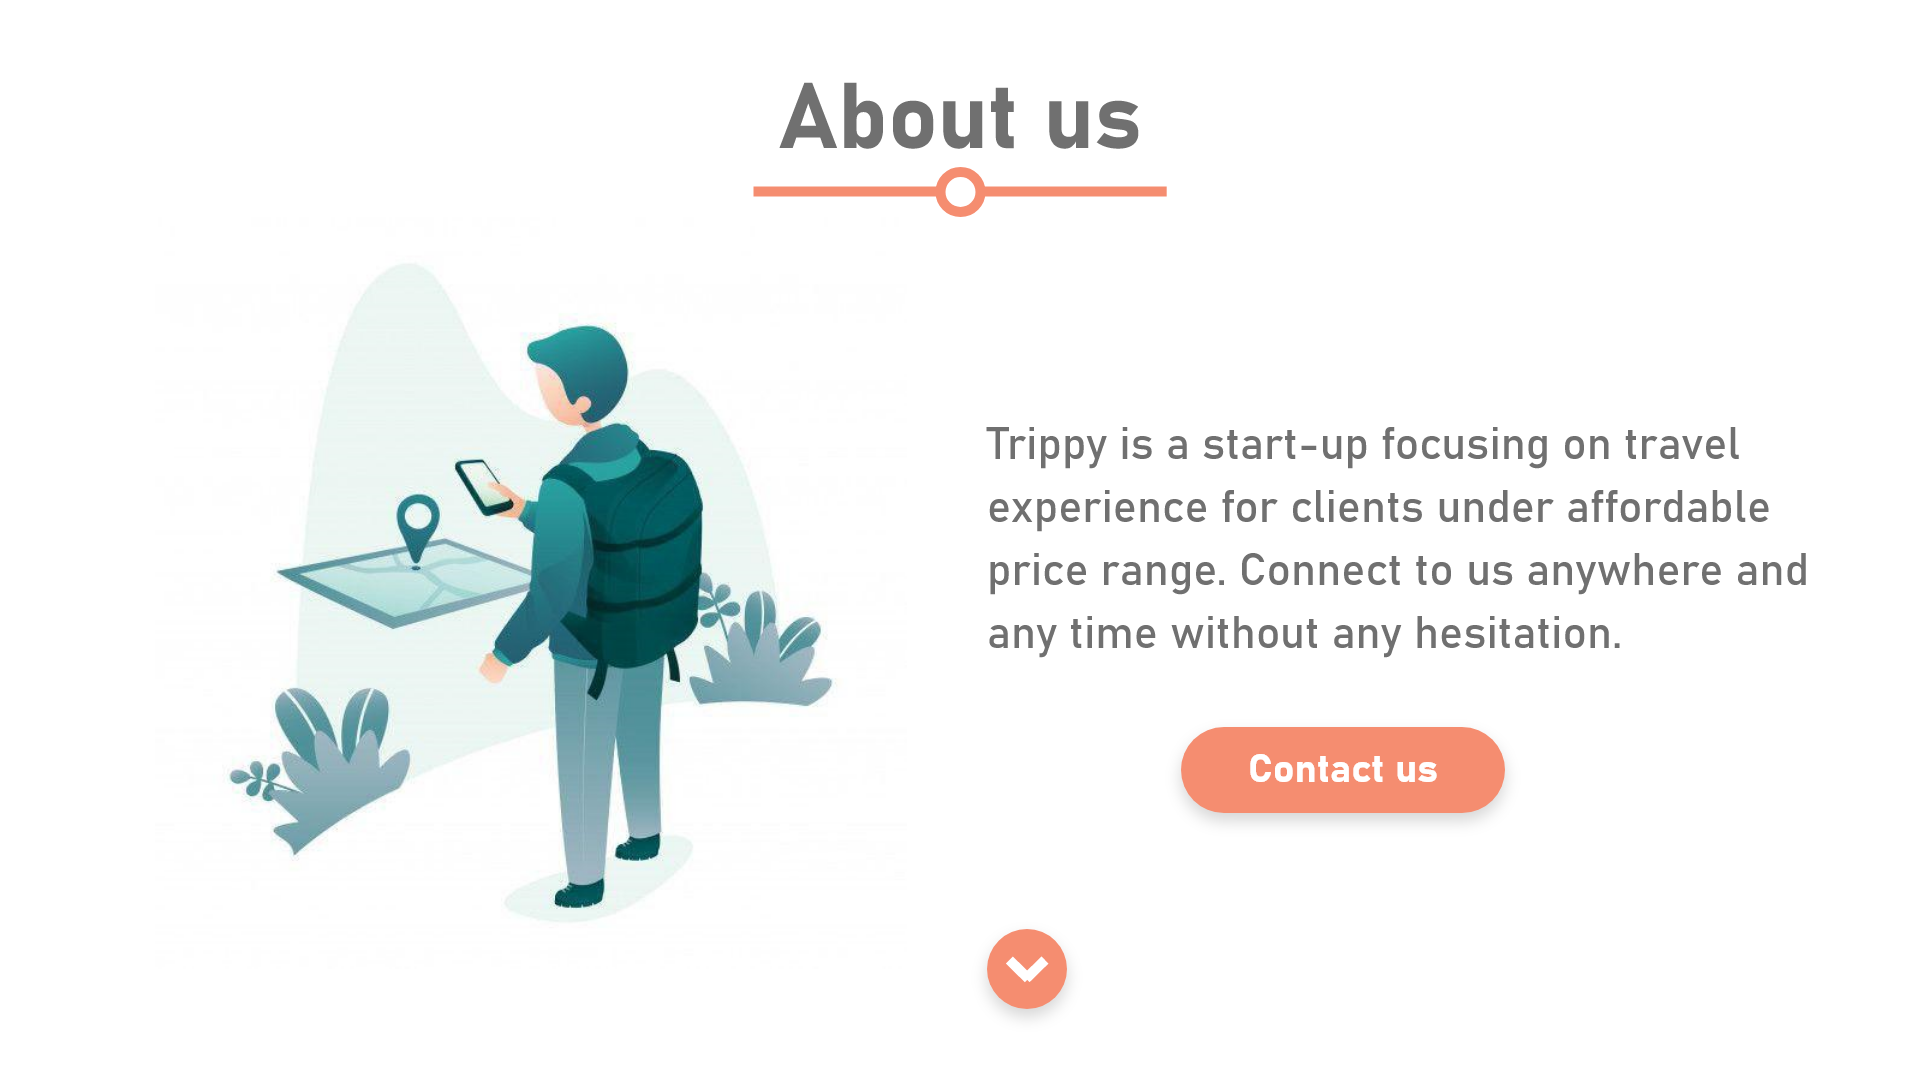 About us
Trippy is a start-up focusing on travel
experience for clients under affordable
price range. Connect to us anywhere and
any time without any hesitation.
Contact us